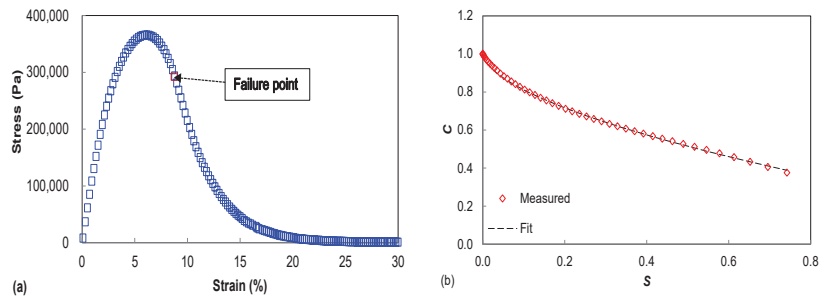 400,000
300,000
200,000
100,000
0
Stress (Pa)
Failure point
0 5 10 15 20 25 30
Strain (%)
(a)
1.2
1.0
0.8
0.6
0.4
0.2
0.0
C
Measured
Fit
0.0 0.2 0.4 0.6 0.8
S
(b)